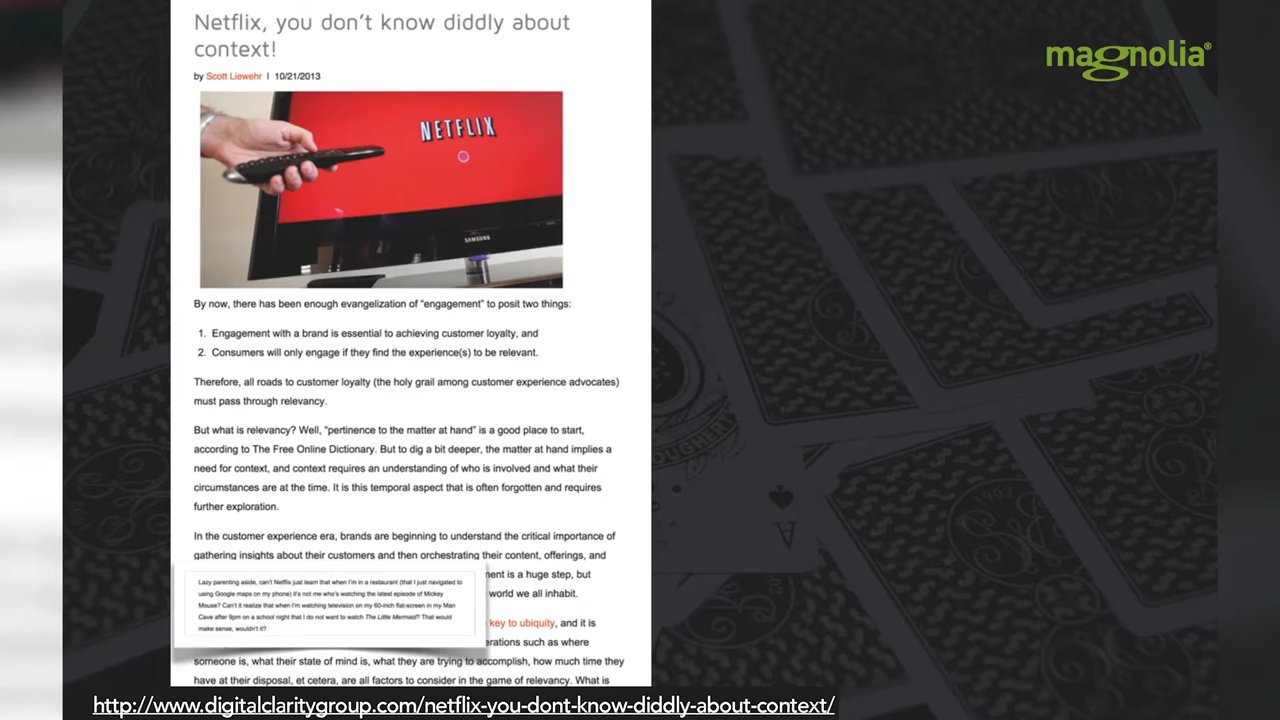 Netflix, you don’t know diddly about
context!
magnolia®
by Scott Liewehr | 10/21/2013
NETFLIX
SAMSUNG
By now, there has been enough evangelization of “engagement” to posit two things:
1. Engagement with a brand is essential to achieving customer loyalty, and
2. Consumers will only engage if they find the experience(s) to be relevant.
Therefore, all roads to customer loyalty (the holy grail among customer experience advocates)
must pass through relevancy.
But what is relevancy? Well, “pertinence to the matter at hand” is a good place to start,
according to The Free Online Dictionary. But to dig a bit deeper, the matter at hand implies a
need for context, and context requires an understanding of who is involved and what their
circumstances are at the time. It is this temporal aspect that is often forgotten and requires
further exploration.
In the customer experience era, brands are beginning to understand the critical importance of
gathering insights about their customers and then orchestrating their content, offerings, and
is a huge step, but
world we all inhabit.
Lazy parenting aside, can't Netflix just learn that when I'm in a restaurant (that I just navigated to
using Google maps on my phone) it's not me who's watching the latest episode of Mickey
Mouse? Can't it realize that when I'm watching television on my 60-inch flat-screen in my Man
Cave after 9pm on a school night that I do not want to watch The Little Mermaid? That would
make sense, wouldn't it?
key to ubiquity, and it is
such as where
someone is, what their state of mind is, what they are trying to accomplish, how much time they
have at their disposal, et cetera, are all factors to consider in the game of relevancy. What is
A
http://www.digitalclaritygroup.com/netflix-you-dont-know-diddly-about-context/